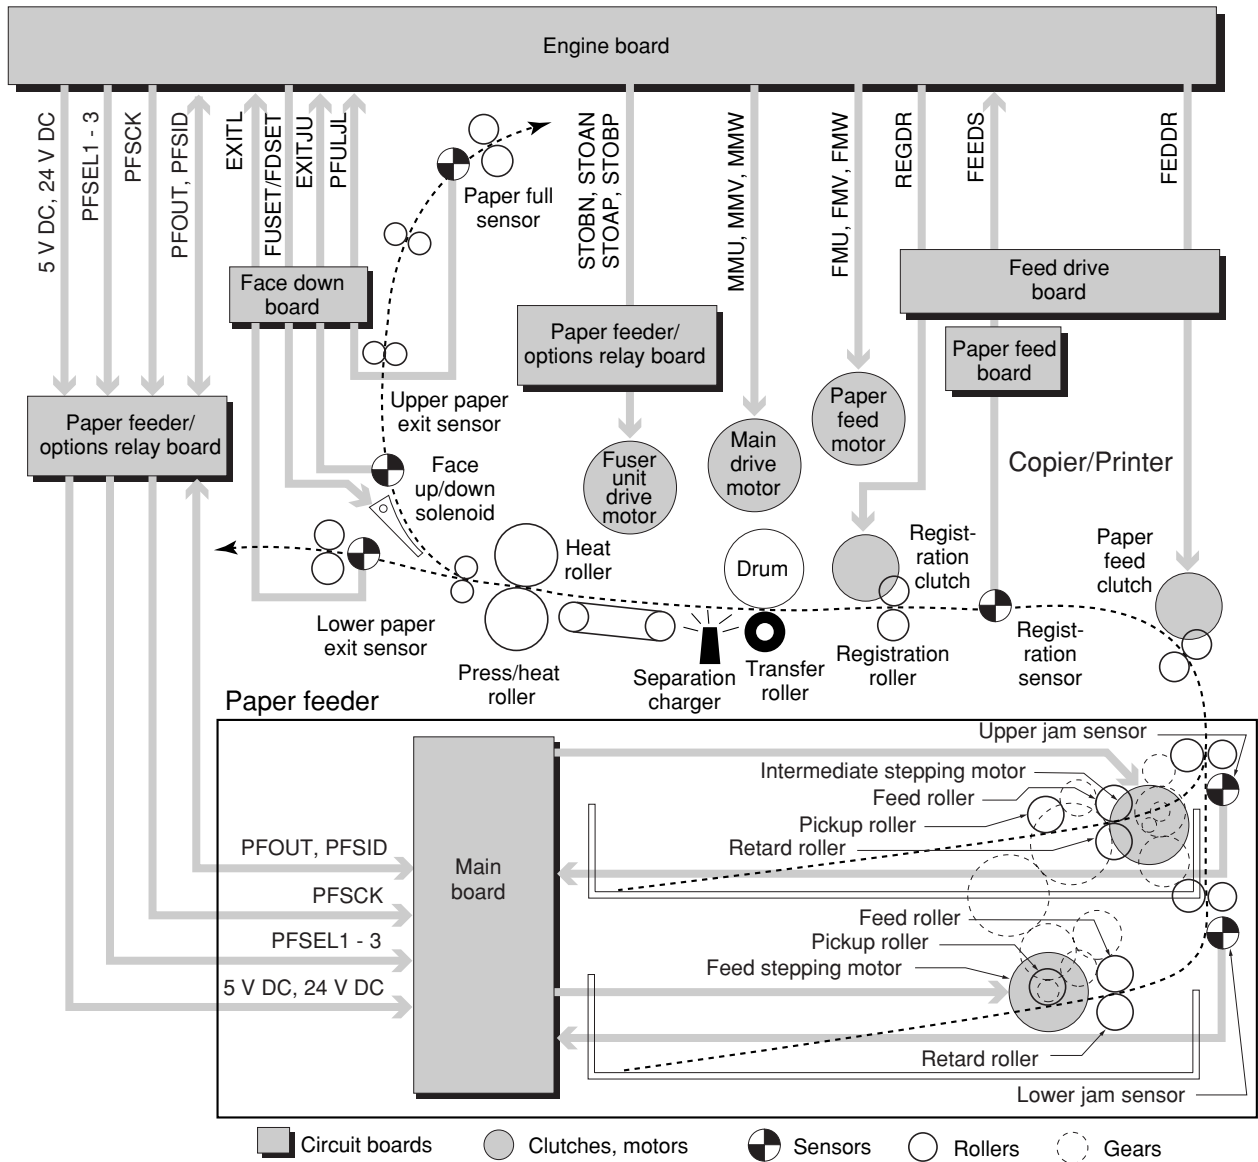 Engine board
5 V DC, 24 V DC
PFSEL1 - 3
PFSCK
PFOUT, PFSID
EXITL
FUSET/FDSET
EXITJU
PFULJL
STOBN, STOAN
STOAP, STOBP
MMU, MMV, MMW
FMU, FMV, FMW
REGDR
FEEDS
FEDDR
Paper full
sensor
Face down
board
Paper feeder/
options relay board
Feed drive
board
Paper feed
board
Paper feeder/
options relay board
Upper paper
exit sensor
Face
up/down
solenoid
Fuser
unit
drive
motor
Main
drive
motor
Paper
feed
motor
Copier/Printer
Heat
roller
Drum
Regist-
ration
clutch
Paper
feed
clutch
Lower paper
exit sensor
Press/heat
roller
Separation
charger
Transfer
roller
Registration
roller
Regist-
ration
sensor
Paper feeder
Upper jam sensor
Intermediate stepping motor
Feed roller
Pickup roller
Retard roller
PFOUT, PFSID
PFSCK
PFSEL1 - 3
5 V DC, 24 V DC
Main
board
Feed roller
Pickup roller
Feed stepping motor
Retard roller
Lower jam sensor
Circuit boards
Clutches, motors
Sensors
Rollers
Gears